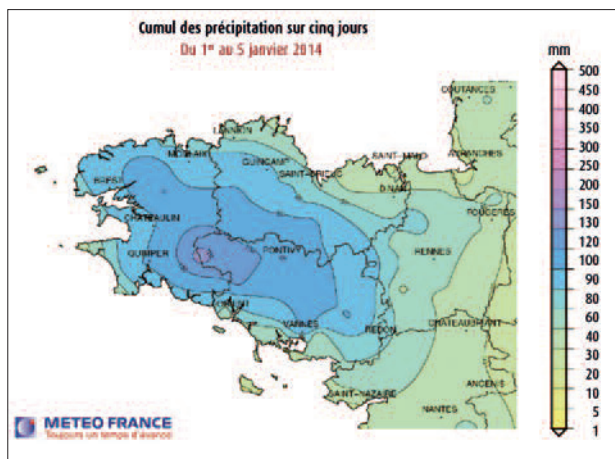 Cumul des précipitation sur cinq jours
Du 1er au 5 janvier 2014
mm
500
450
400
350
300
250
200
150
130
120
100
90
80
60
40
30
20
10
5
1
COUTANCES
LANNION
MORLAIX
GUINGAMP
SAINT-BRIEUC
SAINT-MALO
AVRANCHES
DINAN
BREST
FOUGERES
CHATEAULIN
PONTIVY
RENNES
QUIMPER
LORIENT
VANNES
REDON
CHATEAUBRIANT
SAINT-NAZAIRE
ANCENIS
NANTES
METEO FRANCE
Toujours un temps d'avance